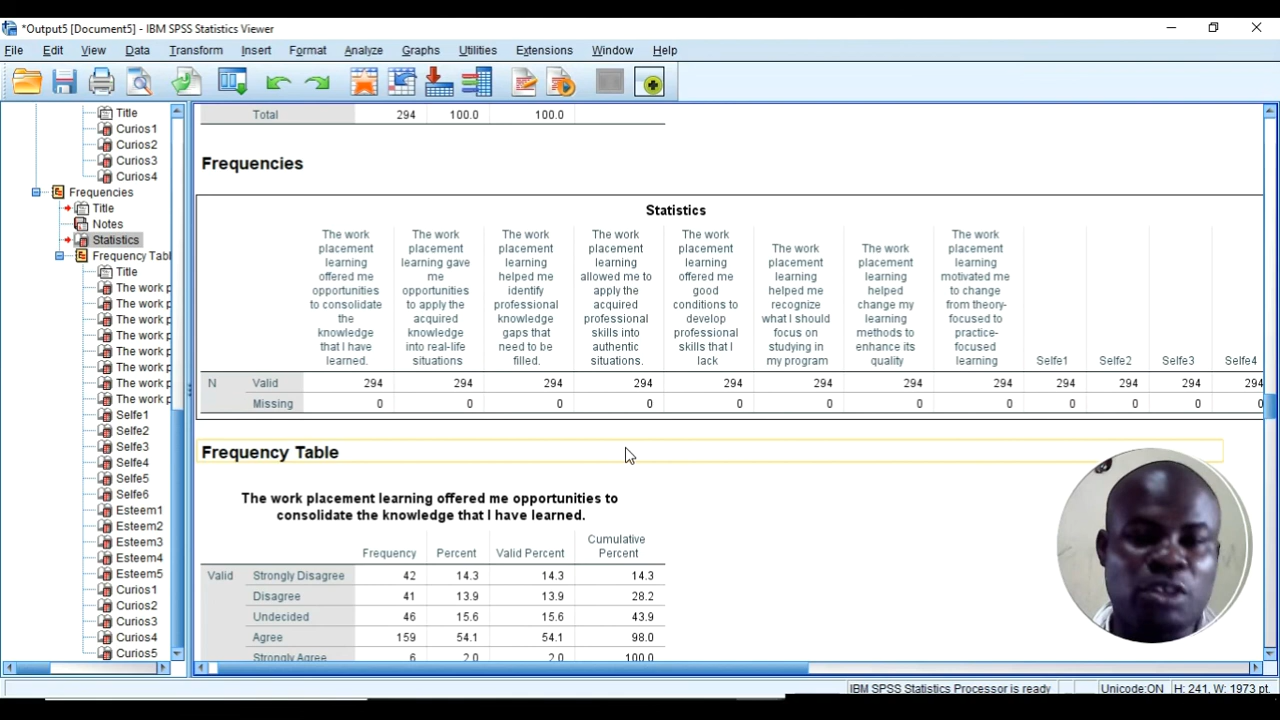 *Output5 [Document5] - IBM SPSS Statistics Viewer
File Edit View Data Transform Insert Format Analyze Graphs Utilities Extensions Window Help
Title
Curios1
Curios2
Curios3
Curios4
Frequencies
Title
Notes
Statistics
Frequency Tabl
Title
The work p
The work p
The work p
The work p
The work p
The work p
The work p
The work p
Selfe1
Selfe2
Selfe3
Selfe4
Selfe5
Selfe6
Esteem1
Esteem2
Esteem3
Esteem4
Esteem5
Curios1
Curios2
Curios3
Curios4
Curios5
Total 294 100.0 100.0
Frequencies
Statistics
The work
placement
learning
offered me
opportunities
to consolidate
the
knowledge
that I have
learned.
The work
placement
learning gave
me
opportunities
to apply the
acquired
knowledge
into real-life
situations
The work
placement
learning
helped me
identify
professional
knowledge
gaps that
need to be
filled.
The work
placement
learning
allowed me to
apply the
acquired
professional
skills into
authentic
situations.
The work
placement
learning
offered me
good
conditions to
develop
professional
skills that I
lack
The work
placement
learning
helped me
recognize
what I should
focus on
studying in
my program
The work
placement
learning
helped
change my
learning
methods to
enhance its
quality
The work
placement
learning
motivated me
to change
from theory-
focused to
practice-
focused
learning
Selfe1 Selfe2 Selfe3 Selfe4
N Valid 294 294 294 294 294 294 294 294 294 294 294 294
Missing 0 0 0 0 0 0 0 0 0 0 0 0
Frequency Table
The work placement learning offered me opportunities to
consolidate the knowledge that I have learned.
Frequency Percent Valid Percent Cumulative
Percent
Valid Strongly Disagree 42 14.3 14.3 14.3
Disagree 41 13.9 13.9 28.2
Undecided 46 15.6 15.6 43.9
Agree 159 54.1 54.1 98.0
Strongly Agree 6 2.0 2.0 100.0
IBM SPSS Statistics Processor is ready Unicode:ON H: 241, W: 1973 pt.